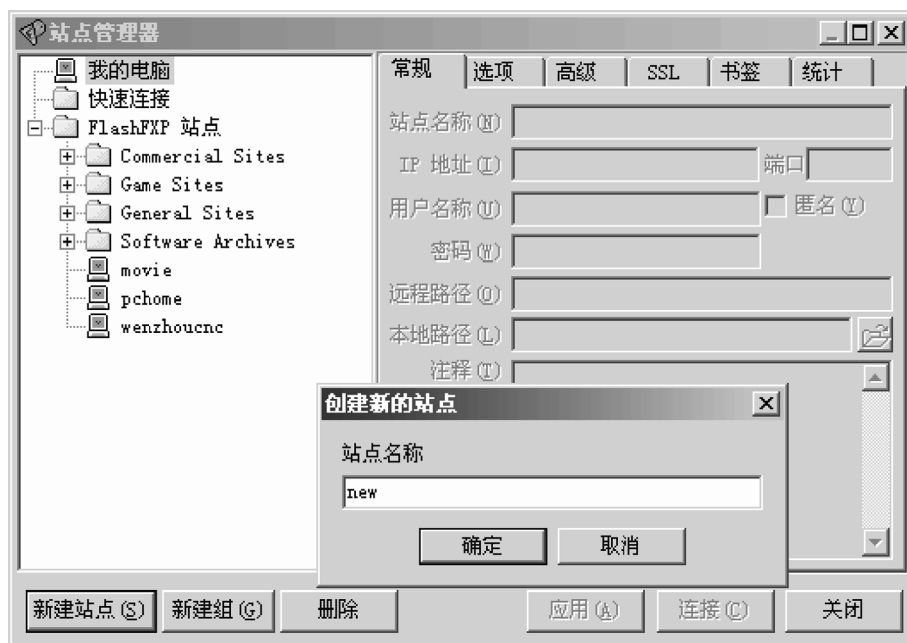 站点管理器
我的电脑
快速连接
FlashFXP 站点
Commercial Sites
Game Sites
General Sites
Software Archives
movie
pchome
wenzhoucnc
常规 选项 高级 SSL 书签 统计
站点名称(N)
IP 地址(I) 端口
用户名称(U) 匿名(Y)
密码(W)
远程路径(O)
本地路径(L)
注释(T)
创建新的站点
站点名称
new
确定 取消
新建站点(S) 新建组(G) 删除 应用(A) 连接(C) 关闭